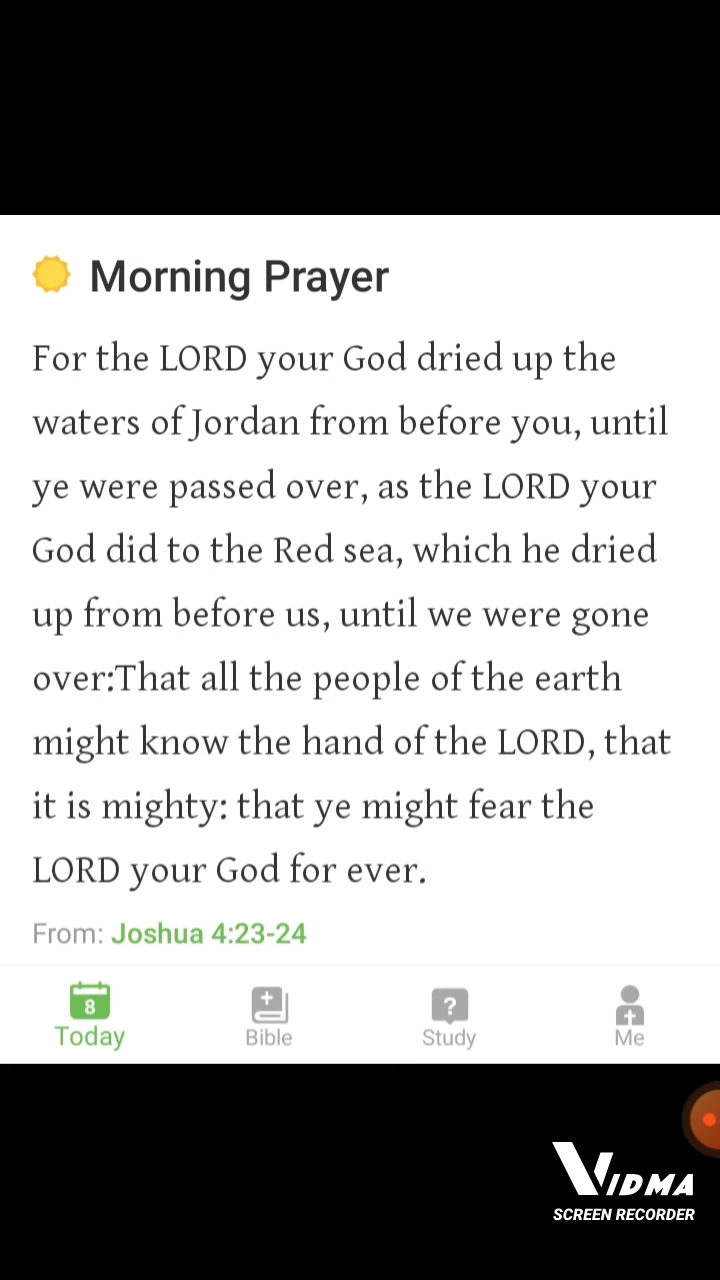 Morning Prayer
For the LORD your God dried up the
waters of Jordan from before you, until
ye were passed over, as the LORD your
God did to the Red sea, which he dried
up from before us, until we were gone
over:That all the people of the earth
might know the hand of the LORD, that
it is mighty: that ye might fear the
LORD your God for ever.
From: Joshua 4:23-24
8
?
Today
Bible
Study
Me
VIDMA
SCREEN RECORDER